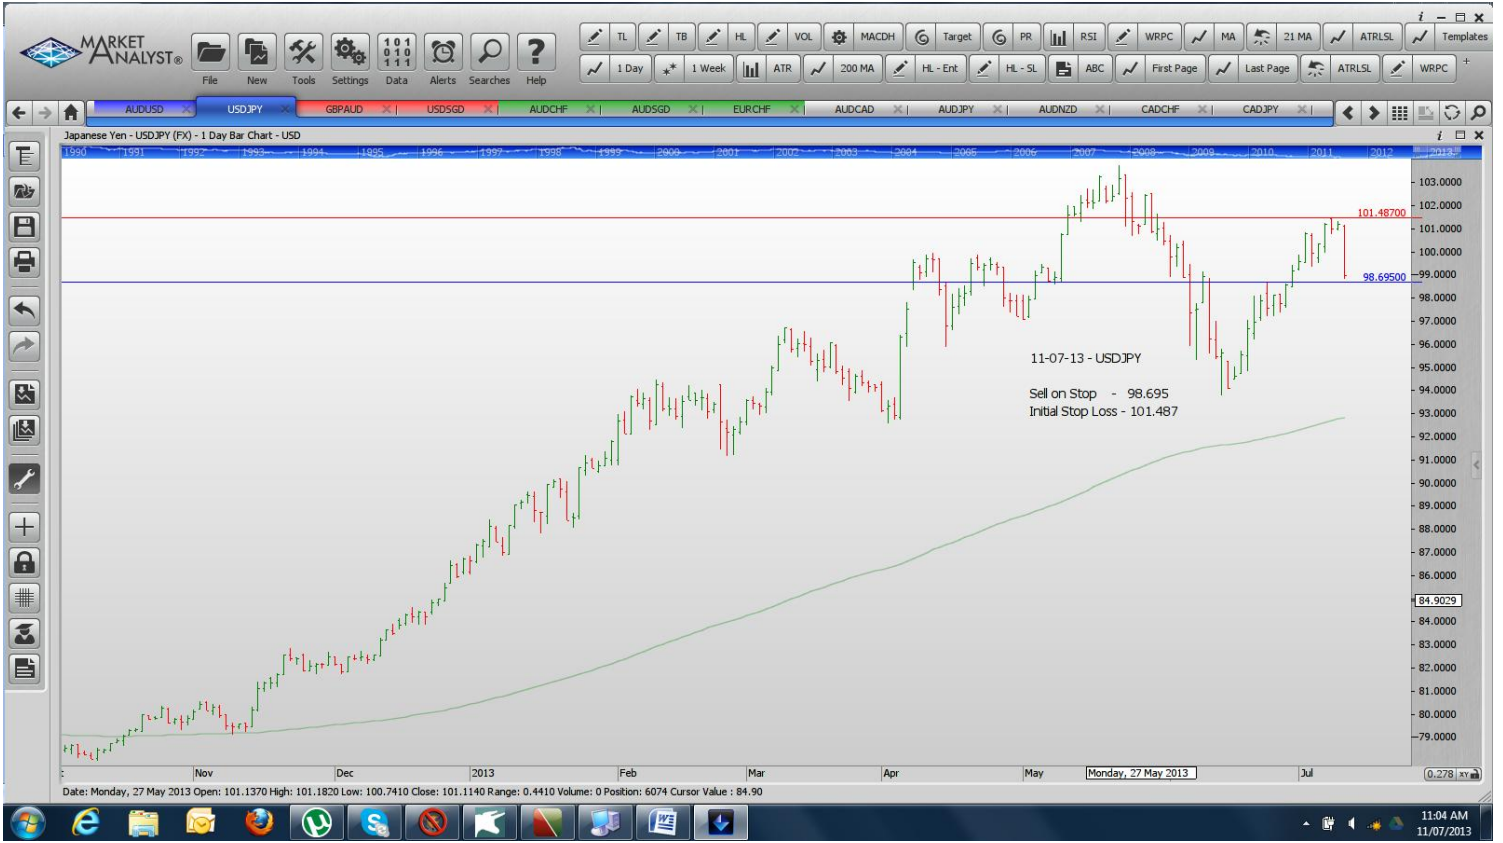 MARKET
ANALYST®
File
New
Tools
Settings
101
010
111
Data
Alerts
Searches
?
Help
TL
TB
HL
VOL
MACDH
Target
PR
RSI
WRPC
MA
21 MA
ATRLSL
Templates
1 Day
1 Week
ATR
200 MA
HL - Ent
HL - SL
ABC
First Page
Last Page
ATRLSL
WRPC
AUDUSD
USDJPY
GBPAUD
USDSGD
AUDCHF
AUDSGD
EURCHF
AUDCAD
AUDJPY
AUDNZD
CADCHF
CADJPY
Japanese Yen - USDJPY (FX) - 1 Day Bar Chart - USD
1990 1991 1992 1993 1994 1995 1996 1997 1998 1999 2000 2001 2002 2003 2004 2005 2006 2007 2008 2009 2010 2011 2012 2013
103.0000
102.0000
101.48700
101.0000
100.0000
99.0000
98.69500
98.0000
97.0000
96.0000
95.0000
94.0000
93.0000
92.0000
91.0000
90.0000
89.0000
88.0000
87.0000
86.0000
84.9029
84.0000
83.0000
82.0000
81.0000
80.0000
79.0000
11-07-13 - USDJPY
Sell on Stop - 98.695
Initial Stop Loss - 101.487
Nov Dec 2013 Feb Mar Apr May Monday, 27 May 2013 Jul
0.278 XY
Date: Monday, 27 May 2013 Open: 101.1370 High: 101.1820 Low: 100.7410 Close: 101.1140 Range: 0.4410 Volume: 0 Position: 6074 Cursor Value : 84.90
11:04 AM
11/07/2013